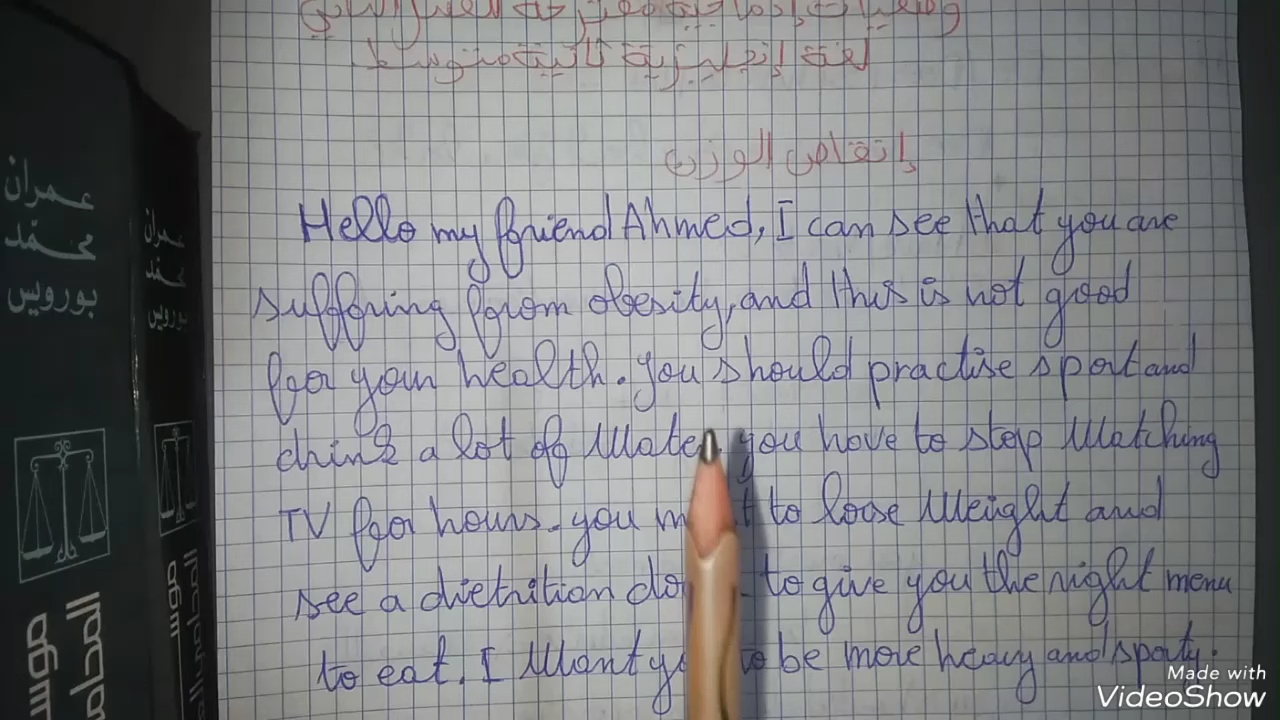 لغة إنجليزية ثانية متوسط
إنقاص الوزن
Hello my friend Ahmed, I can see that you are
suffering from obesity, and this is not good
for your health. you should practise sport and
drink a lot of water you have to stop watching
TV for hours. you to loose weight and
see a dietrition to give you the right menu
to eat. I want to be more heavy and sporty.
عمران
محمد
بورويس
عمران
محمد
بورويس
Made with
VideoShow